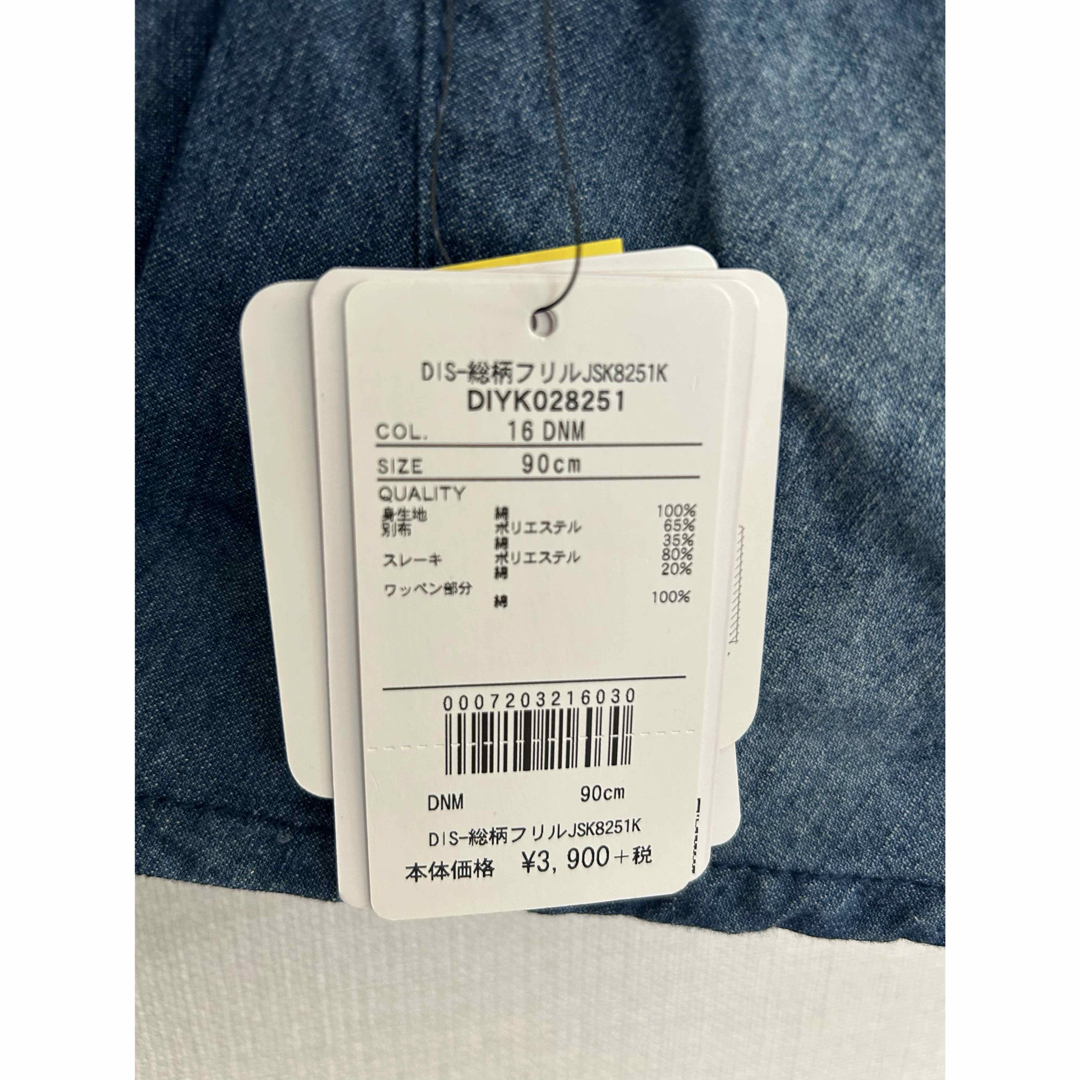 DIS-総柄フリルJSK8251K
DIYK028251
COL. 16 DNM
SIZE 90cm
QUALITY
身生地 綿 100%
別布 ポリエステル 65%
綿 35%
スレーキ ポリエステル 80%
綿 20%
ワッペン部分
綿 100%
0007203216030
DNM 90cm
DIS-総柄フリルJSK8251K
本体価格 ¥3,900+税